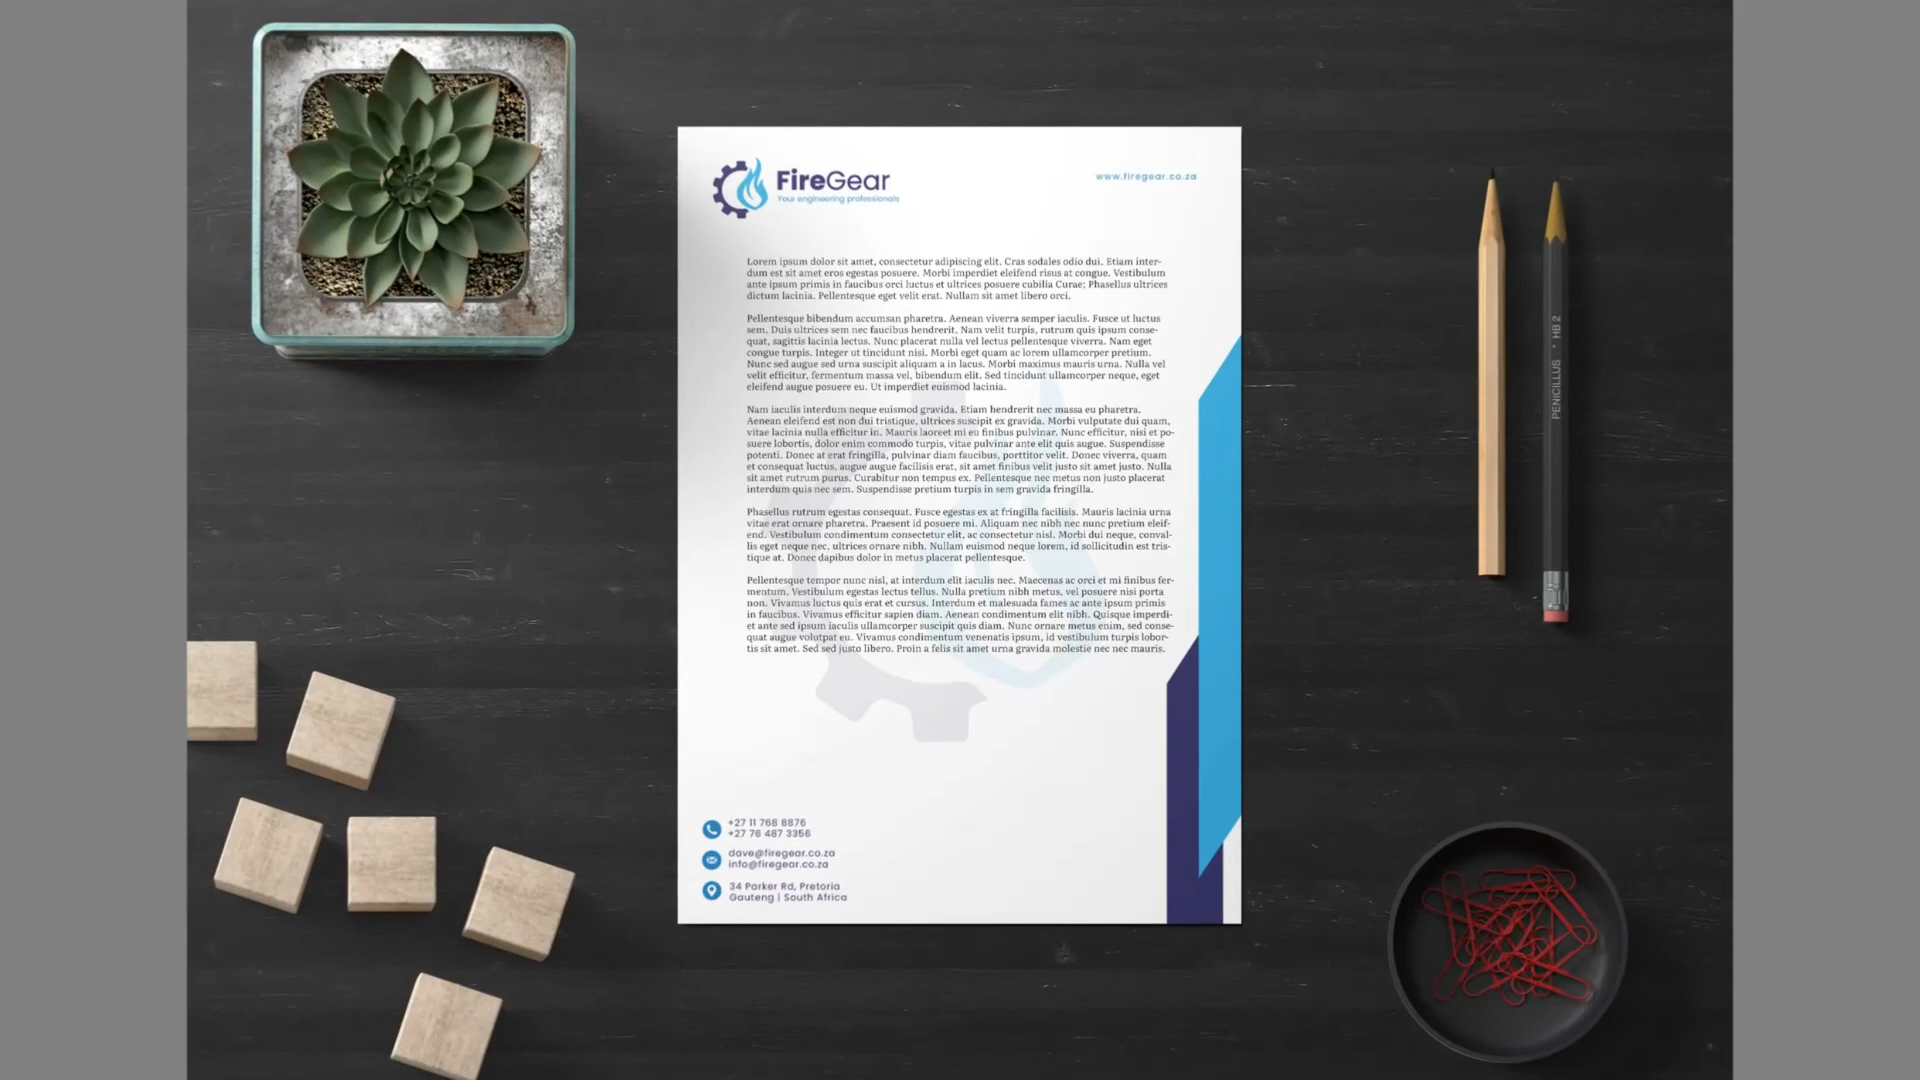 FireGear
Your engineering professionals
www.firegear.co.za
Lorem ipsum dolor sit amet, consectetur adipiscing elit. Cras sodales odio dui. Etiam inter-
dum est sit amet eros egestas posuere. Morbi imperdiet eleifend risus at congue. Vestibulum
ante ipsum primis in faucibus orci luctus et ultrices posuere cubilia Curae; Phasellus ultrices
dictum lacinia. Pellentesque eget velit erat. Nullam sit amet libero orci.
Pellentesque bibendum accumsan pharetra. Aenean viverra semper iaculis. Fusce ut luctus
sem. Duis ultrices sem nec faucibus hendrerit. Nam velit turpis, rutrum quis ipsum conse-
quat, sagittis lacinia lectus. Nunc placerat nulla vel lectus pellentesque viverra. Nam eget
congue turpis. Integer ut tincidunt nisi. Morbi eget quam ac lorem ullamcorper pretium.
Nunc sed augue sed urna suscipit aliquam a in lacus. Morbi maximus mauris urna. Nulla vel
velit efficitur, fermentum massa vel, bibendum elit. Sed tincidunt ullamcorper neque, eget
eleifend augue posuere eu. Ut imperdiet euismod lacinia.
Nam iaculis interdum neque euismod gravida. Etiam hendrerit nec massa eu pharetra.
Aenean eleifend est non dui tristique, ultrices suscipit ex gravida. Morbi vulputate dui quam,
vitae lacinia nulla efficitur in. Mauris laoreet mi eu finibus pulvinar. Nunc efficitur, nisi et po-
suere lobortis, dolor enim commodo turpis, vitae pulvinar ante elit quis augue. Suspendisse
potenti. Donec at erat fringilla, pulvinar diam faucibus, porttitor velit. Donec viverra, quam
et consequat luctus, augue augue facilisis erat, sit amet finibus velit justo sit amet justo. Nulla
sit amet rutrum purus. Curabitur non tempus ex. Pellentesque nec metus non justo placerat
interdum quis nec sem. Suspendisse pretium turpis in sem gravida fringilla.
Phasellus rutrum egestas consequat. Fusce egestas ex at fringilla facilisis. Mauris lacinia urna
vitae erat ornare pharetra. Praesent id posuere mi. Aliquam nec nibh nec nunc pretium eleif-
end. Vestibulum condimentum consectetur elit, ac consectetur nisl. Morbi dui neque, conval-
lis eget neque nec, ultrices ornare nibh. Nullam euismod neque lorem, id sollicitudin est tris-
tique at. Donec dapibus dolor in metus placerat pellentesque.
Pellentesque tempor nunc nisl, at interdum elit iaculis nec. Maecenas ac orci et mi finibus fer-
mentum. Vestibulum egestas lectus tellus. Nulla pretium nibh metus, vel posuere nisi porta
non. Vivamus luctus quis erat et cursus. Interdum et malesuada fames ac ante ipsum primis
in faucibus. Vivamus efficitur sapien diam. Aenean condimentum elit nibh. Quisque imperdi-
et ante sed ipsum iaculis ullamcorper suscipit quis diam. Nunc ornare metus enim, sed conse-
quat augue volutpat eu. Vivamus condimentum venenatis ipsum, id vestibulum turpis lobor-
tis sit amet. Sed sed justo libero. Proin a felis sit amet urna gravida molestie nec nec mauris.
+27 11 768 8876
+27 76 487 3356
dave@firegear.co.za
info@firegear.co.za
34 Parker Rd, Pretoria
Gauteng | South Africa
PENICILLUS * HB 2